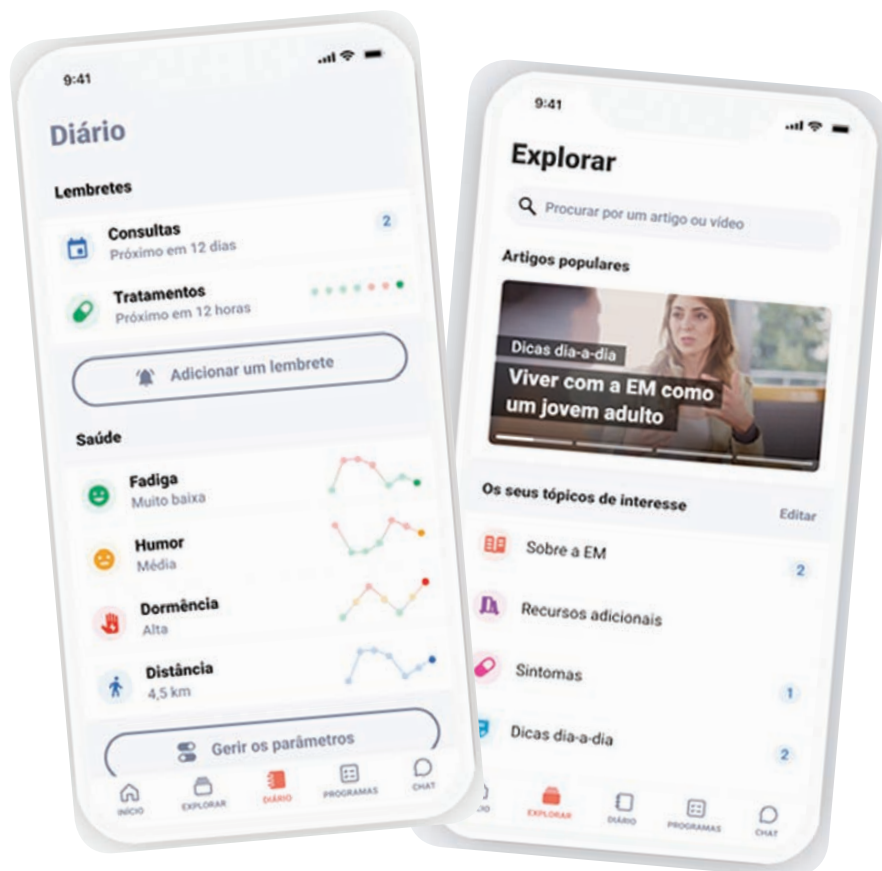 9:41
Diário
Lembretes
Consultas
2
Próximo em 12 dias
Tratamentos
Próximo em 12 horas
Adicionar um lembrete
Saúde
Fadiga
Muito baixa
Humor
Média
Dormência
Alta
Distância
4,5 km
Gerir os parâmetros
INÍCIO
EXPLORAR
DIÁRIO
PROGRAMAS
CHAT
9:41
Explorar
Procurar por um artigo ou vídeo
Artigos populares
Dicas dia-a-dia
Viver com a EM como
um jovem adulto
Os seus tópicos de interesse
Editar
Sobre a EM
2
Recursos adicionais
Sintomas
1
Dicas dia-a-dia
2
EXPLORAR
DIÁRIO
PROGRAMAS
CHAT